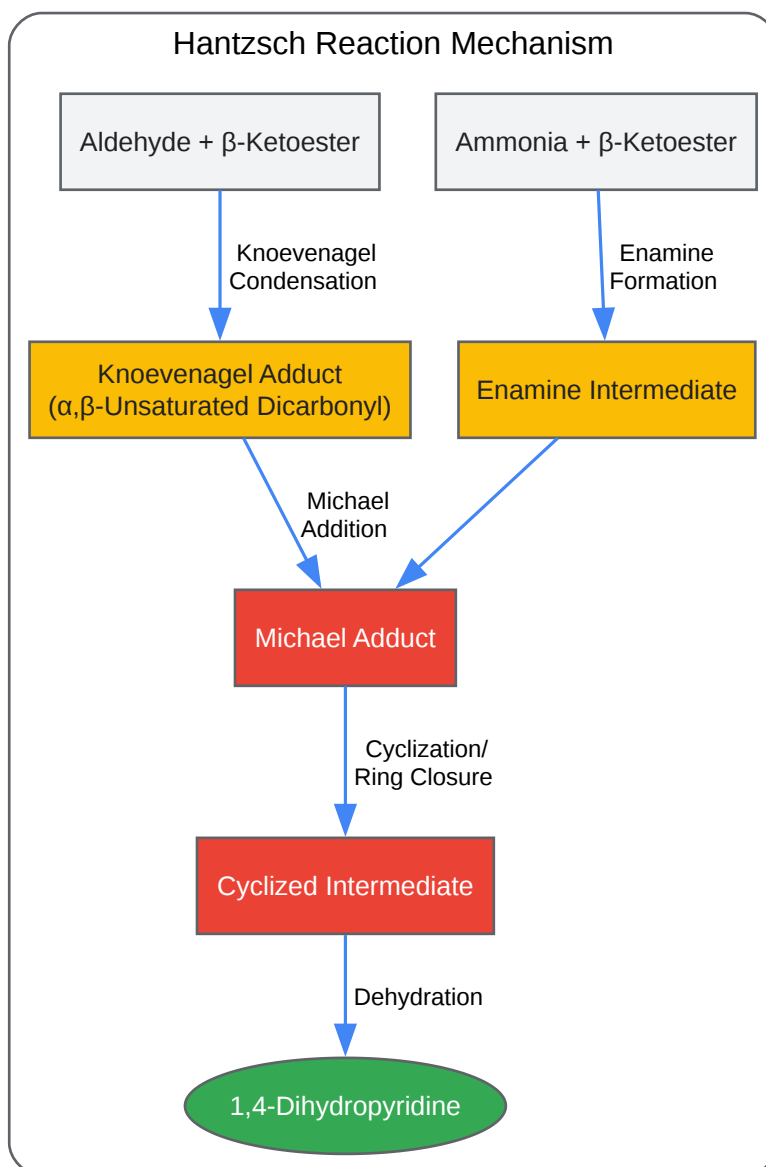 Hantzsch Reaction Mechanism
Aldehyde + β-Ketoester
Ammonia + β-Ketoester
Knoevenagel
Condensation
Enamine
Formation
Knoevenagel Adduct
(α,β-Unsaturated Dicarbonyl)
Enamine Intermediate
Michael
Addition
Michael Adduct
Cyclization/
Ring Closure
Cyclized Intermediate
Dehydration
1,4-Dihydropyridine